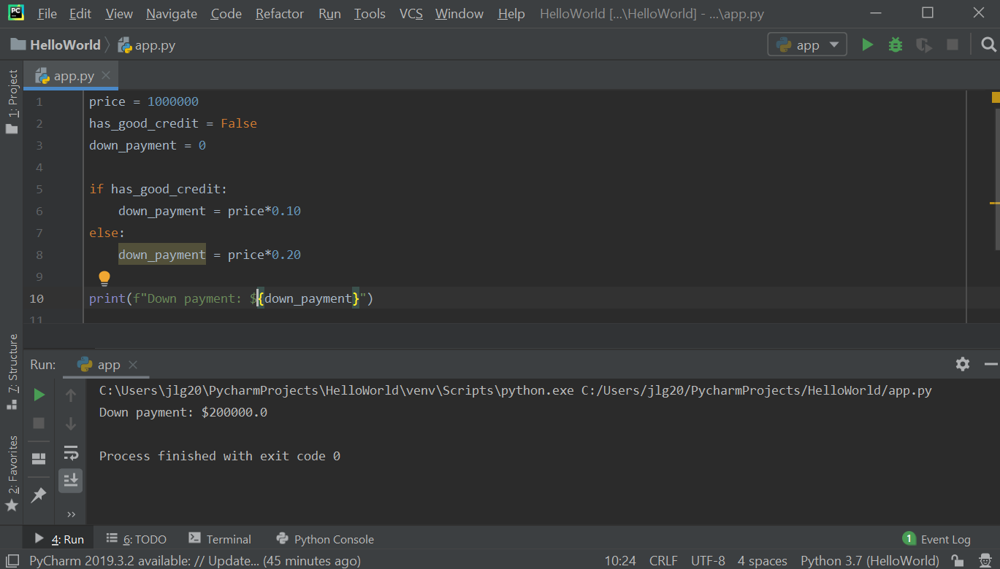 PC File Edit View Navigate Code Refactor Run Tools VCS Window Help HelloWorld [...\HelloWorld] - ...\app.py
HelloWorld app.py app
1: Project
app.py
1 price = 1000000
2 has_good_credit = False
3 down_payment = 0
4
5 if has_good_credit:
6     down_payment = price*0.10
7 else:
8     down_payment = price*0.20
9
10 print(f"Down payment: ${down_payment}")
11
7: Structure
Run: app
C:\Users\jlg20\PycharmProjects\HelloWorld\venv\Scripts\python.exe C:/Users/jlg20/PycharmProjects/HelloWorld/app.py
Down payment: $200000.0
Process finished with exit code 0
2: Favorites
4: Run 6: TODO Terminal Python Console 1 Event Log
PyCharm 2019.3.2 available: // Update... (45 minutes ago) 10:24 CRLF UTF-8 4 spaces Python 3.7 (HelloWorld)